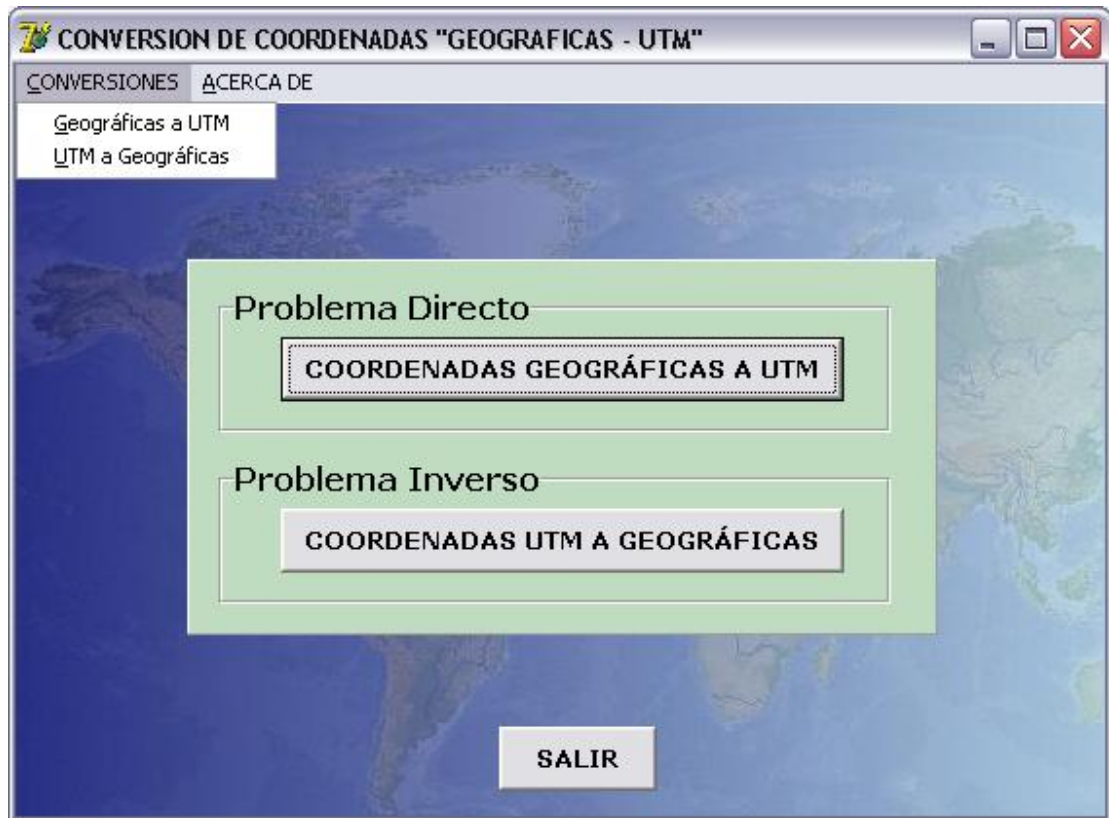 CONVERSION DE COORDENADAS "GEOGRAFICAS - UTM"
CONVERSIONES ACERCA DE
Geográficas a UTM
UTM a Geográficas
Problema Directo
COORDENADAS GEOGRÁFICAS A UTM
Problema Inverso
COORDENADAS UTM A GEOGRÁFICAS
SALIR